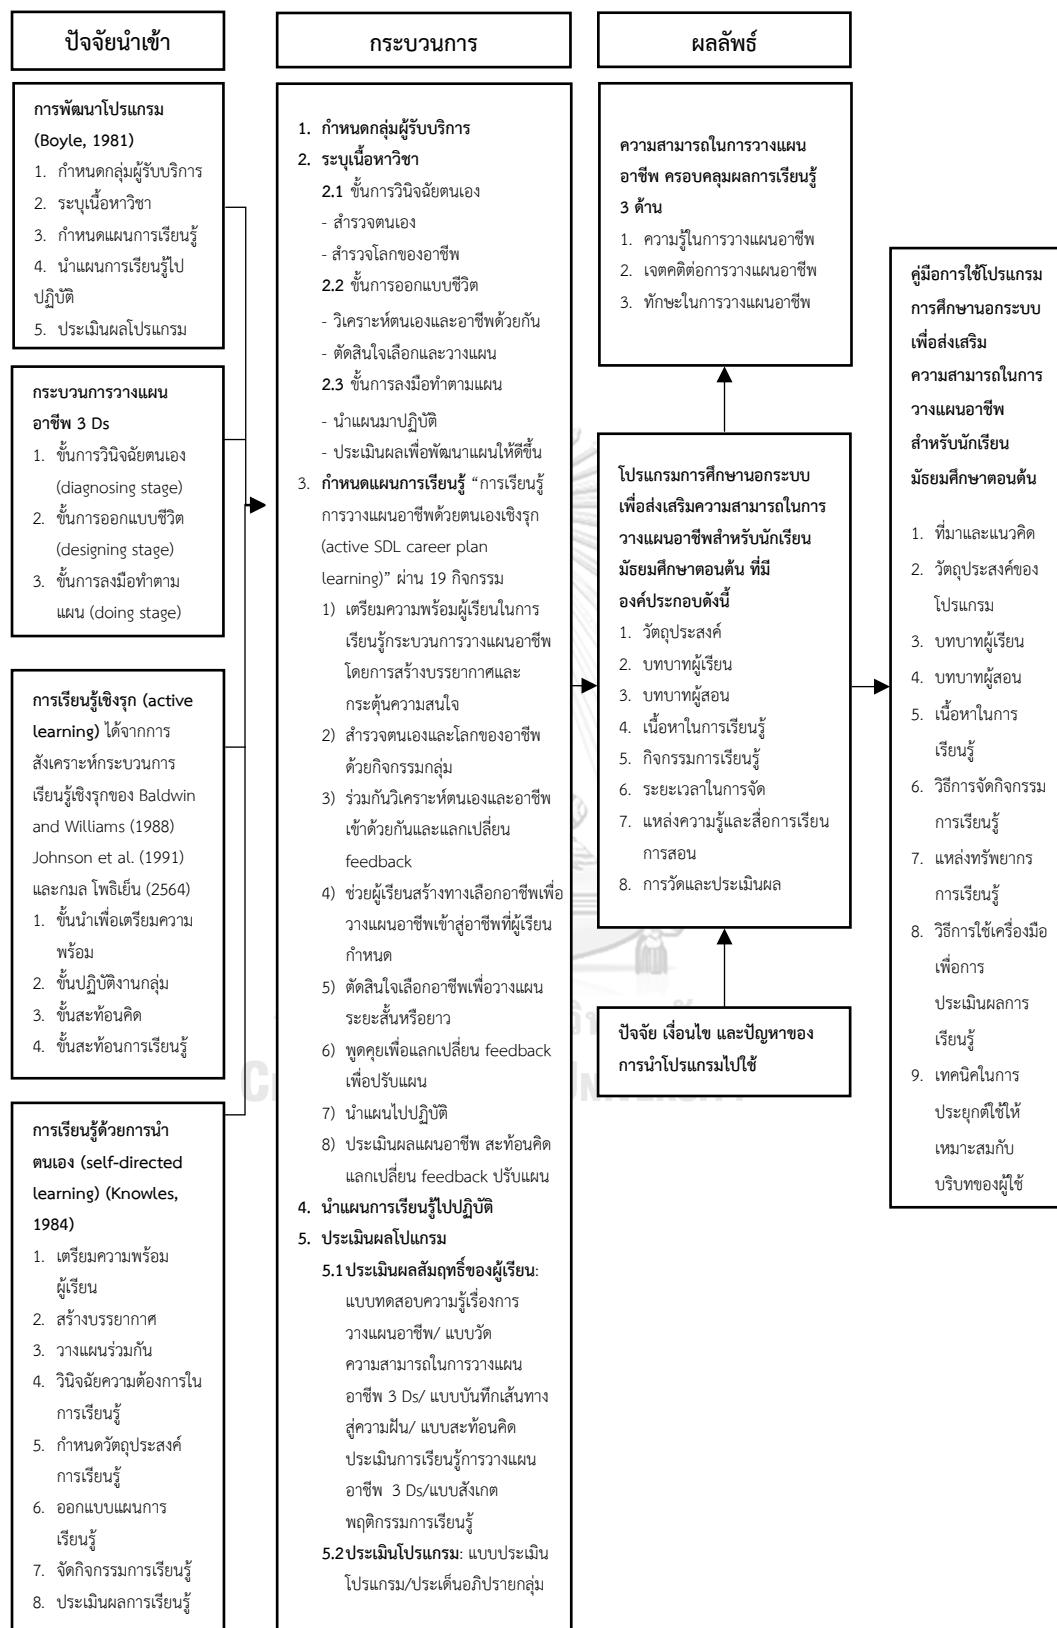 ปัจจัยนำเข้า
การพัฒนาโปรแกรม
(Boyle, 1981)
1. กำหนดกลุ่มผู้รับบริการ
2. ระบุเนื้อหาวิชา
3. กำหนดแผนการเรียนรู้
4. นำแผนการเรียนรู้ไป
ปฏิบัติ
5. ประเมินผลโปรแกรม
กระบวนการวางแผน
อาชีพ 3 Ds
1. ขั้นการวินิจฉัยตนเอง
(diagnosing stage)
2. ขั้นการออกแบบชีวิต
(designing stage)
3. ขั้นการลงมือทำตาม
แผน (doing stage)
การเรียนรู้เชิงรุก (active
learning) ได้จากการ
สังเคราะห์กระบวนการ
เรียนรู้เชิงรุกของ Baldwin
and Williams (1988)
Johnson et al. (1991)
และกมล โพธิเย็น (2564)
1. ขั้นนำเพื่อเตรียมความ
พร้อม
2. ขั้นปฏิบัติงานกลุ่ม
3. ขั้นสะท้อนคิด
4. ขั้นสะท้อนการเรียนรู้
การเรียนรู้ด้วยการนำ
ตนเอง (self-directed
learning) (Knowles,
1984)
1. เตรียมความพร้อม
ผู้เรียน
2. สร้างบรรยากาศ
3. วางแผนร่วมกัน
4. วินิจฉัยความต้องการใน
การเรียนรู้
5. กำหนดวัตถุประสงค์
การเรียนรู้
6. ออกแบบแผนการ
เรียนรู้
7. จัดกิจกรรมการเรียนรู้
8. ประเมินผลการเรียนรู้
กระบวนการ
1. กำหนดกลุ่มผู้รับบริการ
2. ระบุเนื้อหาวิชา
2.1 ขั้นการวินิจฉัยตนเอง
- สำรวจตนเอง
- สำรวจโลกของอาชีพ
2.2 ขั้นการออกแบบชีวิต
- วิเคราะห์ตนเองและอาชีพด้วยกัน
- ตัดสินใจเลือกและวางแผน
2.3 ขั้นการลงมือทำตามแผน
- นำแผนมาปฏิบัติ
- ประเมินผลเพื่อพัฒนาแผนให้ดีขึ้น
3. กำหนดแผนการเรียนรู้ “การเรียนรู้
การวางแผนอาชีพด้วยตนเองเชิงรุก
(active SDL career plan
learning)” ผ่าน 19 กิจกรรม
1) เตรียมความพร้อมผู้เรียนในการ
เรียนรู้กระบวนการวางแผนอาชีพ
โดยการสร้างบรรยากาศและ
กระตุ้นความสนใจ
2) สำรวจตนเองและโลกของอาชีพ
ด้วยกิจกรรมกลุ่ม
3) ร่วมกันวิเคราะห์ตนเองและอาชีพ
เข้าด้วยกันและแลกเปลี่ยน
feedback
4) ช่วยผู้เรียนสร้างทางเลือกอาชีพเพื่อ
วางแผนอาชีพเข้าสู่อาชีพที่ผู้เรียน
กำหนด
5) ตัดสินใจเลือกอาชีพเพื่อวางแผน
ระยะสั้นหรือยาว
6) พูดคุยเพื่อแลกเปลี่ยน feedback
เพื่อปรับแผน
7) นำแผนไปปฏิบัติ
8) ประเมินผลแผนอาชีพ สะท้อนคิด
แลกเปลี่ยน feedback ปรับแผน
4. นำแผนการเรียนรู้ไปปฏิบัติ
5. ประเมินผลโปแกรม
5.1 ประเมินผลสัมฤทธิ์ของผู้เรียน:
แบบทดสอบความรู้เรื่องการ
วางแผนอาชีพ/ แบบวัด
ความสามารถในการวางแผน
อาชีพ 3 Ds/ แบบบันทึกเส้นทาง
สู่ความฝัน/ แบบสะท้อนคิด
ประเมินการเรียนรู้การวางแผน
อาชีพ 3 Ds/แบบสังเกต
พฤติกรรมการเรียนรู้
5.2 ประเมินโปรแกรม: แบบประเมิน
โปรแกรม/ประเด็นอภิปรายกลุ่ม
ผลลัพธ์
ความสามารถในการวางแผน
อาชีพ ครอบคลุมผลการเรียนรู้
3 ด้าน
1. ความรู้ในการวางแผนอาชีพ
2. เจตคติต่อการวางแผนอาชีพ
3. ทักษะในการวางแผนอาชีพ
โปรแกรมการศึกษานอกระบบ
เพื่อส่งเสริมความสามารถในการ
วางแผนอาชีพสำหรับนักเรียน
มัธยมศึกษาตอนต้น ที่มี
องค์ประกอบดังนี้
1. วัตถุประสงค์
2. บทบาทผู้เรียน
3. บทบาทผู้สอน
4. เนื้อหาในการเรียนรู้
5. กิจกรรมการเรียนรู้
6. ระยะเวลาในการจัด
7. แหล่งความรู้และสื่อการเรียน
การสอน
8. การวัดและประเมินผล
ปัจจัย เงื่อนไข และปัญหาของ
การนำโปรแกรมไปใช้
คู่มือการใช้โปรแกรม
การศึกษานอกระบบ
เพื่อส่งเสริม
ความสามารถในการ
วางแผนอาชีพ
สำหรับนักเรียน
มัธยมศึกษาตอนต้น
1. ที่มาและแนวคิด
2. วัตถุประสงค์ของ
โปรแกรม
3. บทบาทผู้เรียน
4. บทบาทผู้สอน
5. เนื้อหาในการ
เรียนรู้
6. วิธีการจัดกิจกรรม
การเรียนรู้
7. แหล่งทรัพยากร
การเรียนรู้
8. วิธีการใช้เครื่องมือ
เพื่อการ
ประเมินผลการ
เรียนรู้
9. เทคนิคในการ
ประยุกต์ใช้ให้
เหมาะสมกับ
บริบทของผู้ใช้